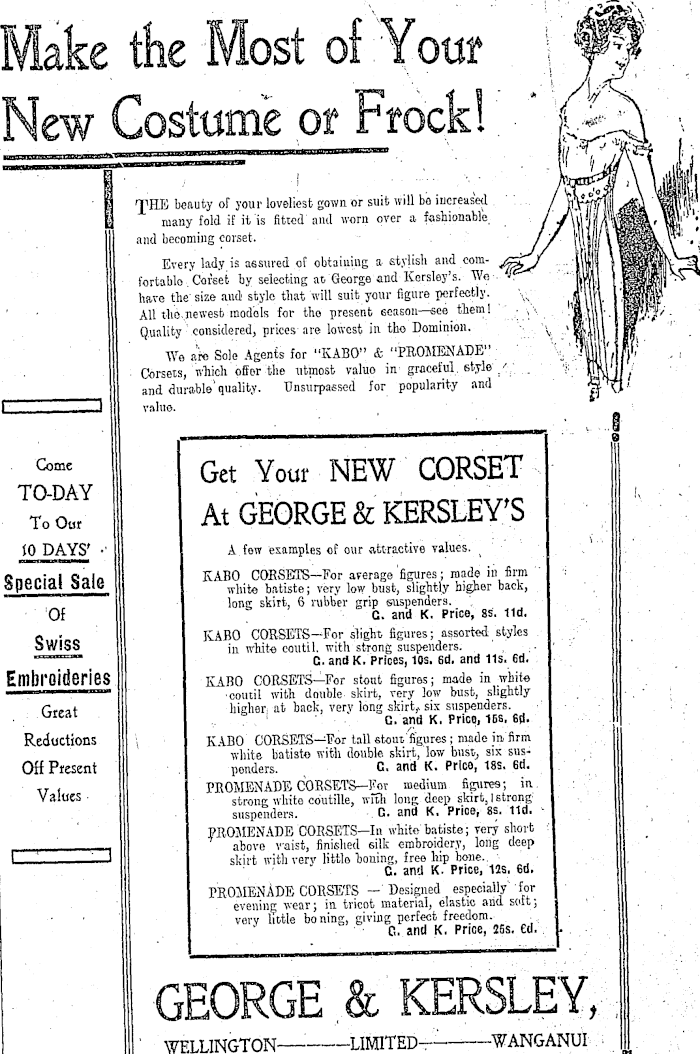 Make the Most of Your
New Costume or Frock!
THE beauty of your loveliest gown or suit will be increased
many fold if it is fitted and worn over a fashionable
and becoming corset.
Every lady is assured of obtaining a stylish and com-
fortable Corset by selecting at George and Kersley's. We
have the size and style that will suit your figure perfectly.
All the newest models for the present season—see them!
Quality considered, prices are lowest in the Dominion.
We are Sole Agents for "KABO" & "PROMENADE"
Corsets, which offer the utmost value in graceful style
and durable quality. Unsurpassed for popularity and
value.
Come
TO-DAY
To Our
10 DAYS'
Special Sale
Of
Swiss
Embroideries
Great
Reductions
Off Present
Values
Get Your NEW CORSET
At GEORGE & KERSLEY'S
A few examples of our attractive values.
KABO CORSETS—For average figures; made in firm
white batiste; very low bust, slightly higher back,
long skirt, 6 rubber grip suspenders.
G. and K. Price, 8s. 11d.
KABO CORSETS—For slight figures; assorted styles
in white coutil, with strong suspenders.
G. and K. Prices, 10s. 6d. and 11s. 6d.
KABO CORSETS—For stout figures; made in white
coutil with double skirt, very low bust, slightly
higher at back, very long skirt, six suspenders.
G. and K. Price, 15s. 6d.
KABO CORSETS—For tall stout figures; made in firm
white batiste with double skirt, low bust, six sus-
penders. G. and K. Price, 18s. 6d.
PROMENADE CORSETS—For medium figures; in
strong white coutille, with long deep skirt, strong
suspenders. G. and K. Price, 8s. 11d.
PROMENADE CORSETS—In white batiste; very short
above waist, finished silk embroidery, long deep
skirt with very little boning, free hip bone.
G. and K. Price, 12s. 6d.
PROMENADE CORSETS — Designed especially for
evening wear; in tricot material, elastic and soft;
very little boning, giving perfect freedom.
G. and K. Price, 25s. 6d.
GEORGE & KERSLEY,
WELLINGTON———LIMITED———WANGANUI